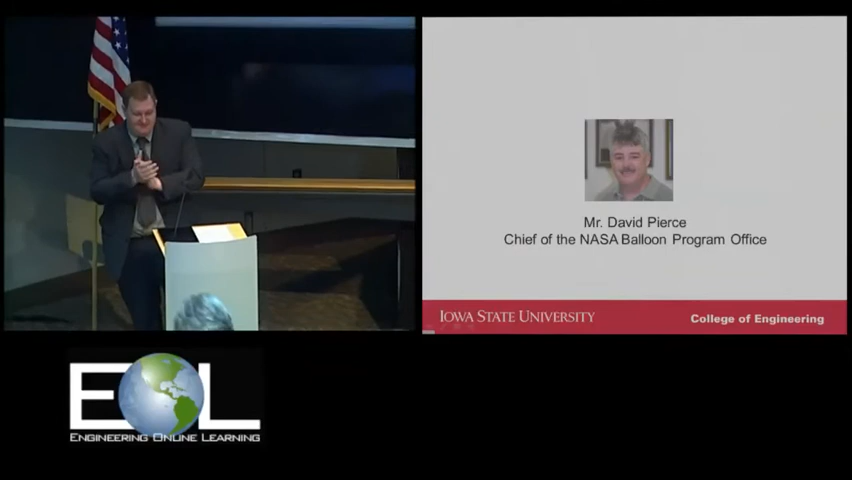 Mr. David Pierce
Chief of the NASA Balloon Program Office
IOWA STATE UNIVERSITY
College of Engineering
EOL
ENGINEERING ONLINE LEARNING